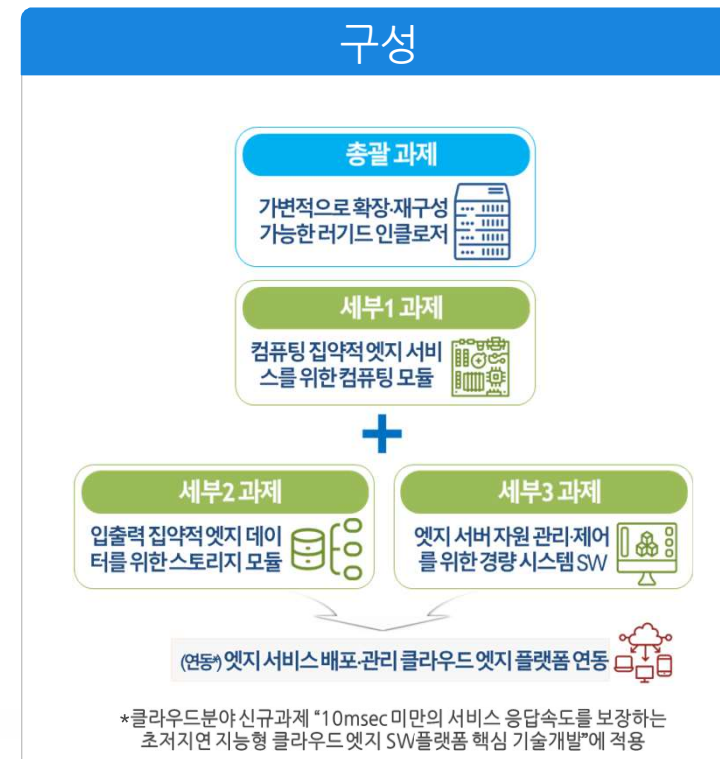 구성
총괄 과제
가변적으로 확장·재구성
가능한 러기드 인클로저
세부1 과제
컴퓨팅 집약적 엣지 서비
스를 위한 컴퓨팅 모듈
+
세부2 과제
입출력 집약적 엣지 데이
터를 위한 스토리지 모듈
세부3 과제
엣지 서버 자원 관리·제어
를 위한 경량 시스템 SW
(연동*) 엣지 서비스 배포·관리 클라우드 엣지 플랫폼 연동
*클라우드분야 신규과제 “10msec 미만의 서비스 응답속도를 보장하는
초저지연 지능형 클라우드 엣지 SW플랫폼 핵심 기술개발”에 적용